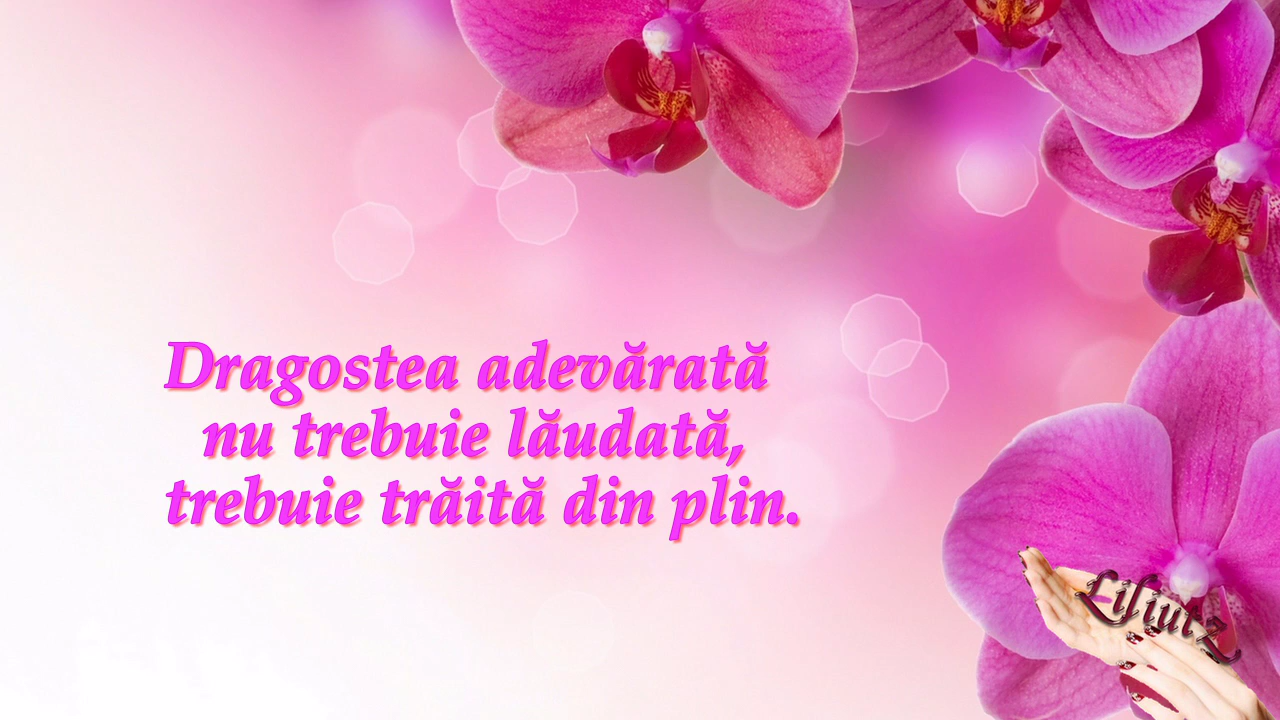 Dragostea adevărată
nu trebuie lăudată,
trebuie trăită din plin.
Liliutz